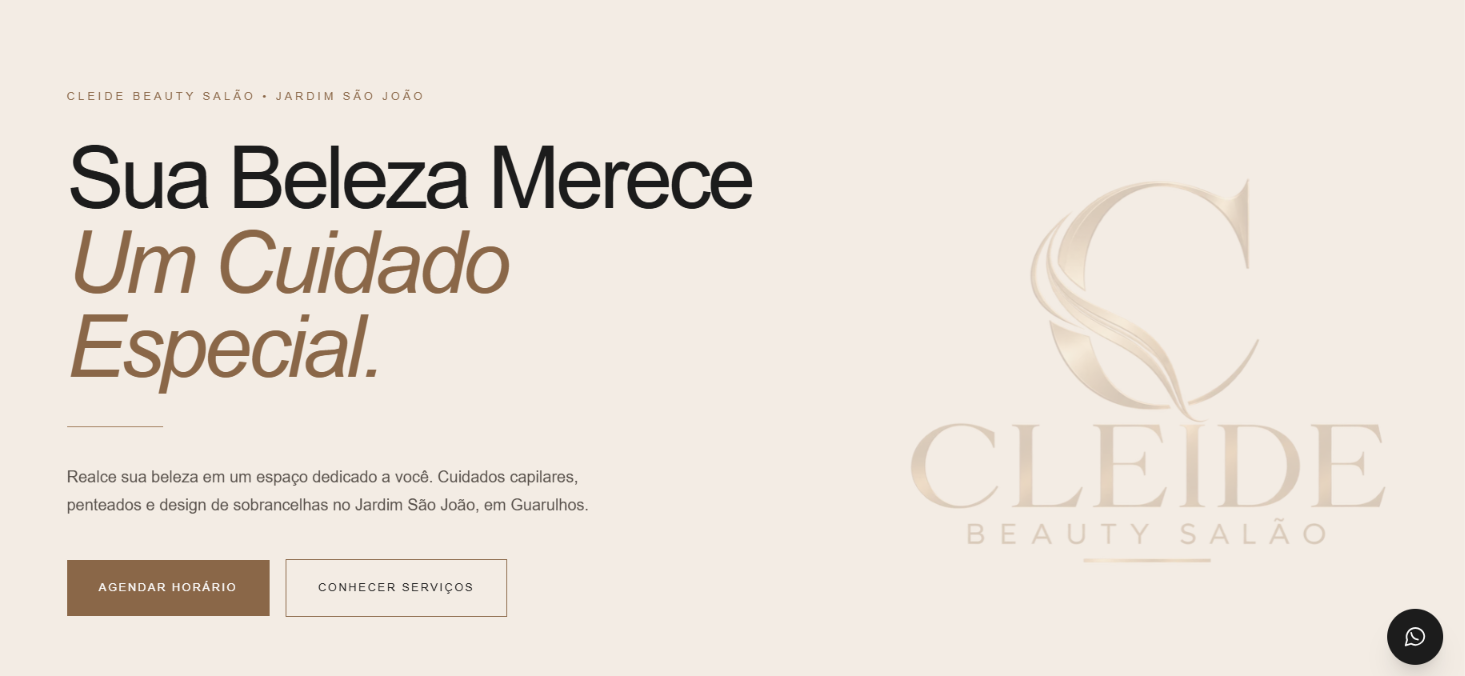 CLEIDE BEAUTY SALÃO • JARDIM SÃO JOÃO
Sua Beleza Merece
Um Cuidado
Especial.
Realce sua beleza em um espaço dedicado a você. Cuidados capilares,
penteados e design de sobrancelhas no Jardim São João, em Guarulhos.
AGENDAR HORÁRIO
CONHECER SERVIÇOS
C
CLEIDE
BEAUTY SALÃO